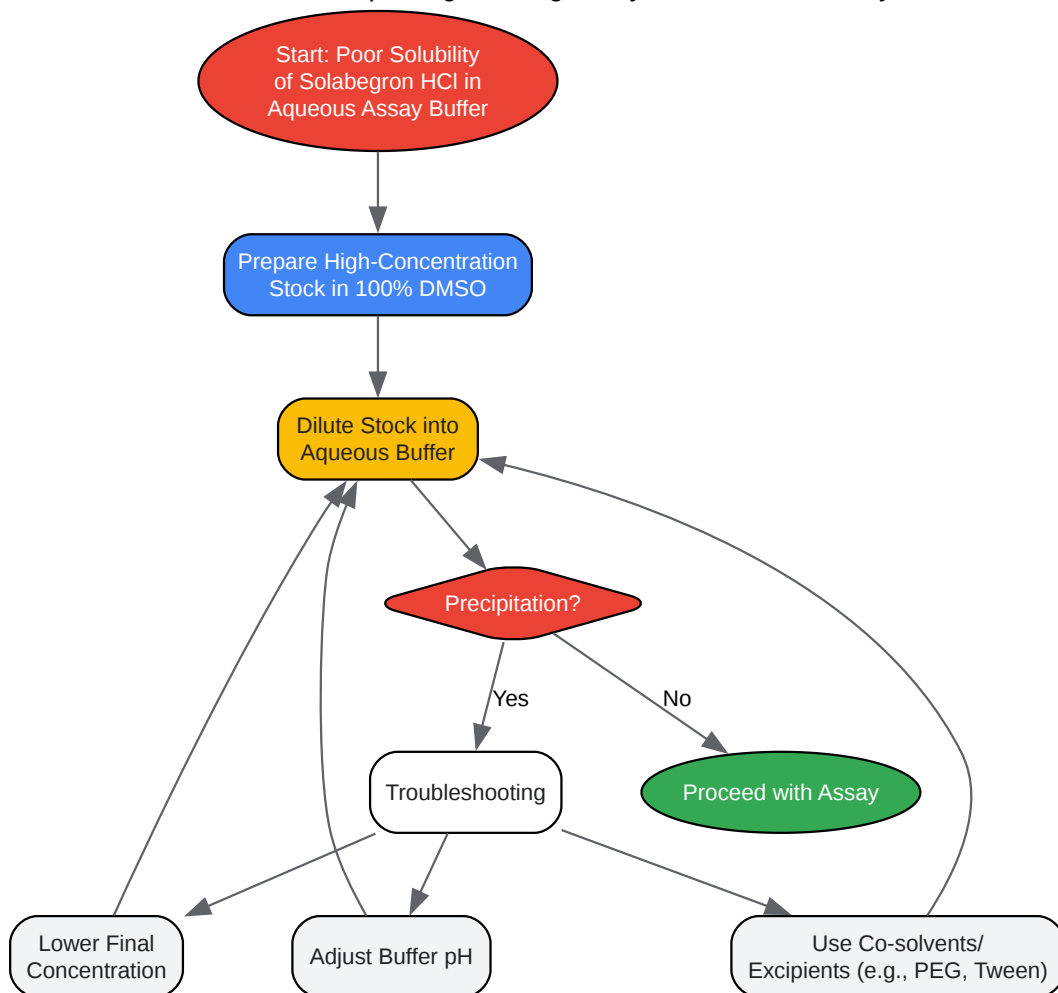 Start: Poor Solubility
of Solabegron HCl in
Aqueous Assay Buffer
Prepare High-Concentration
Stock in 100% DMSO
Dilute Stock into
Aqueous Buffer
Precipitation?
Yes
No
Troubleshooting
Proceed with Assay
Lower Final
Concentration
Adjust Buffer pH
Use Co-solvents/
Excipients (e.g., PEG, Tween)